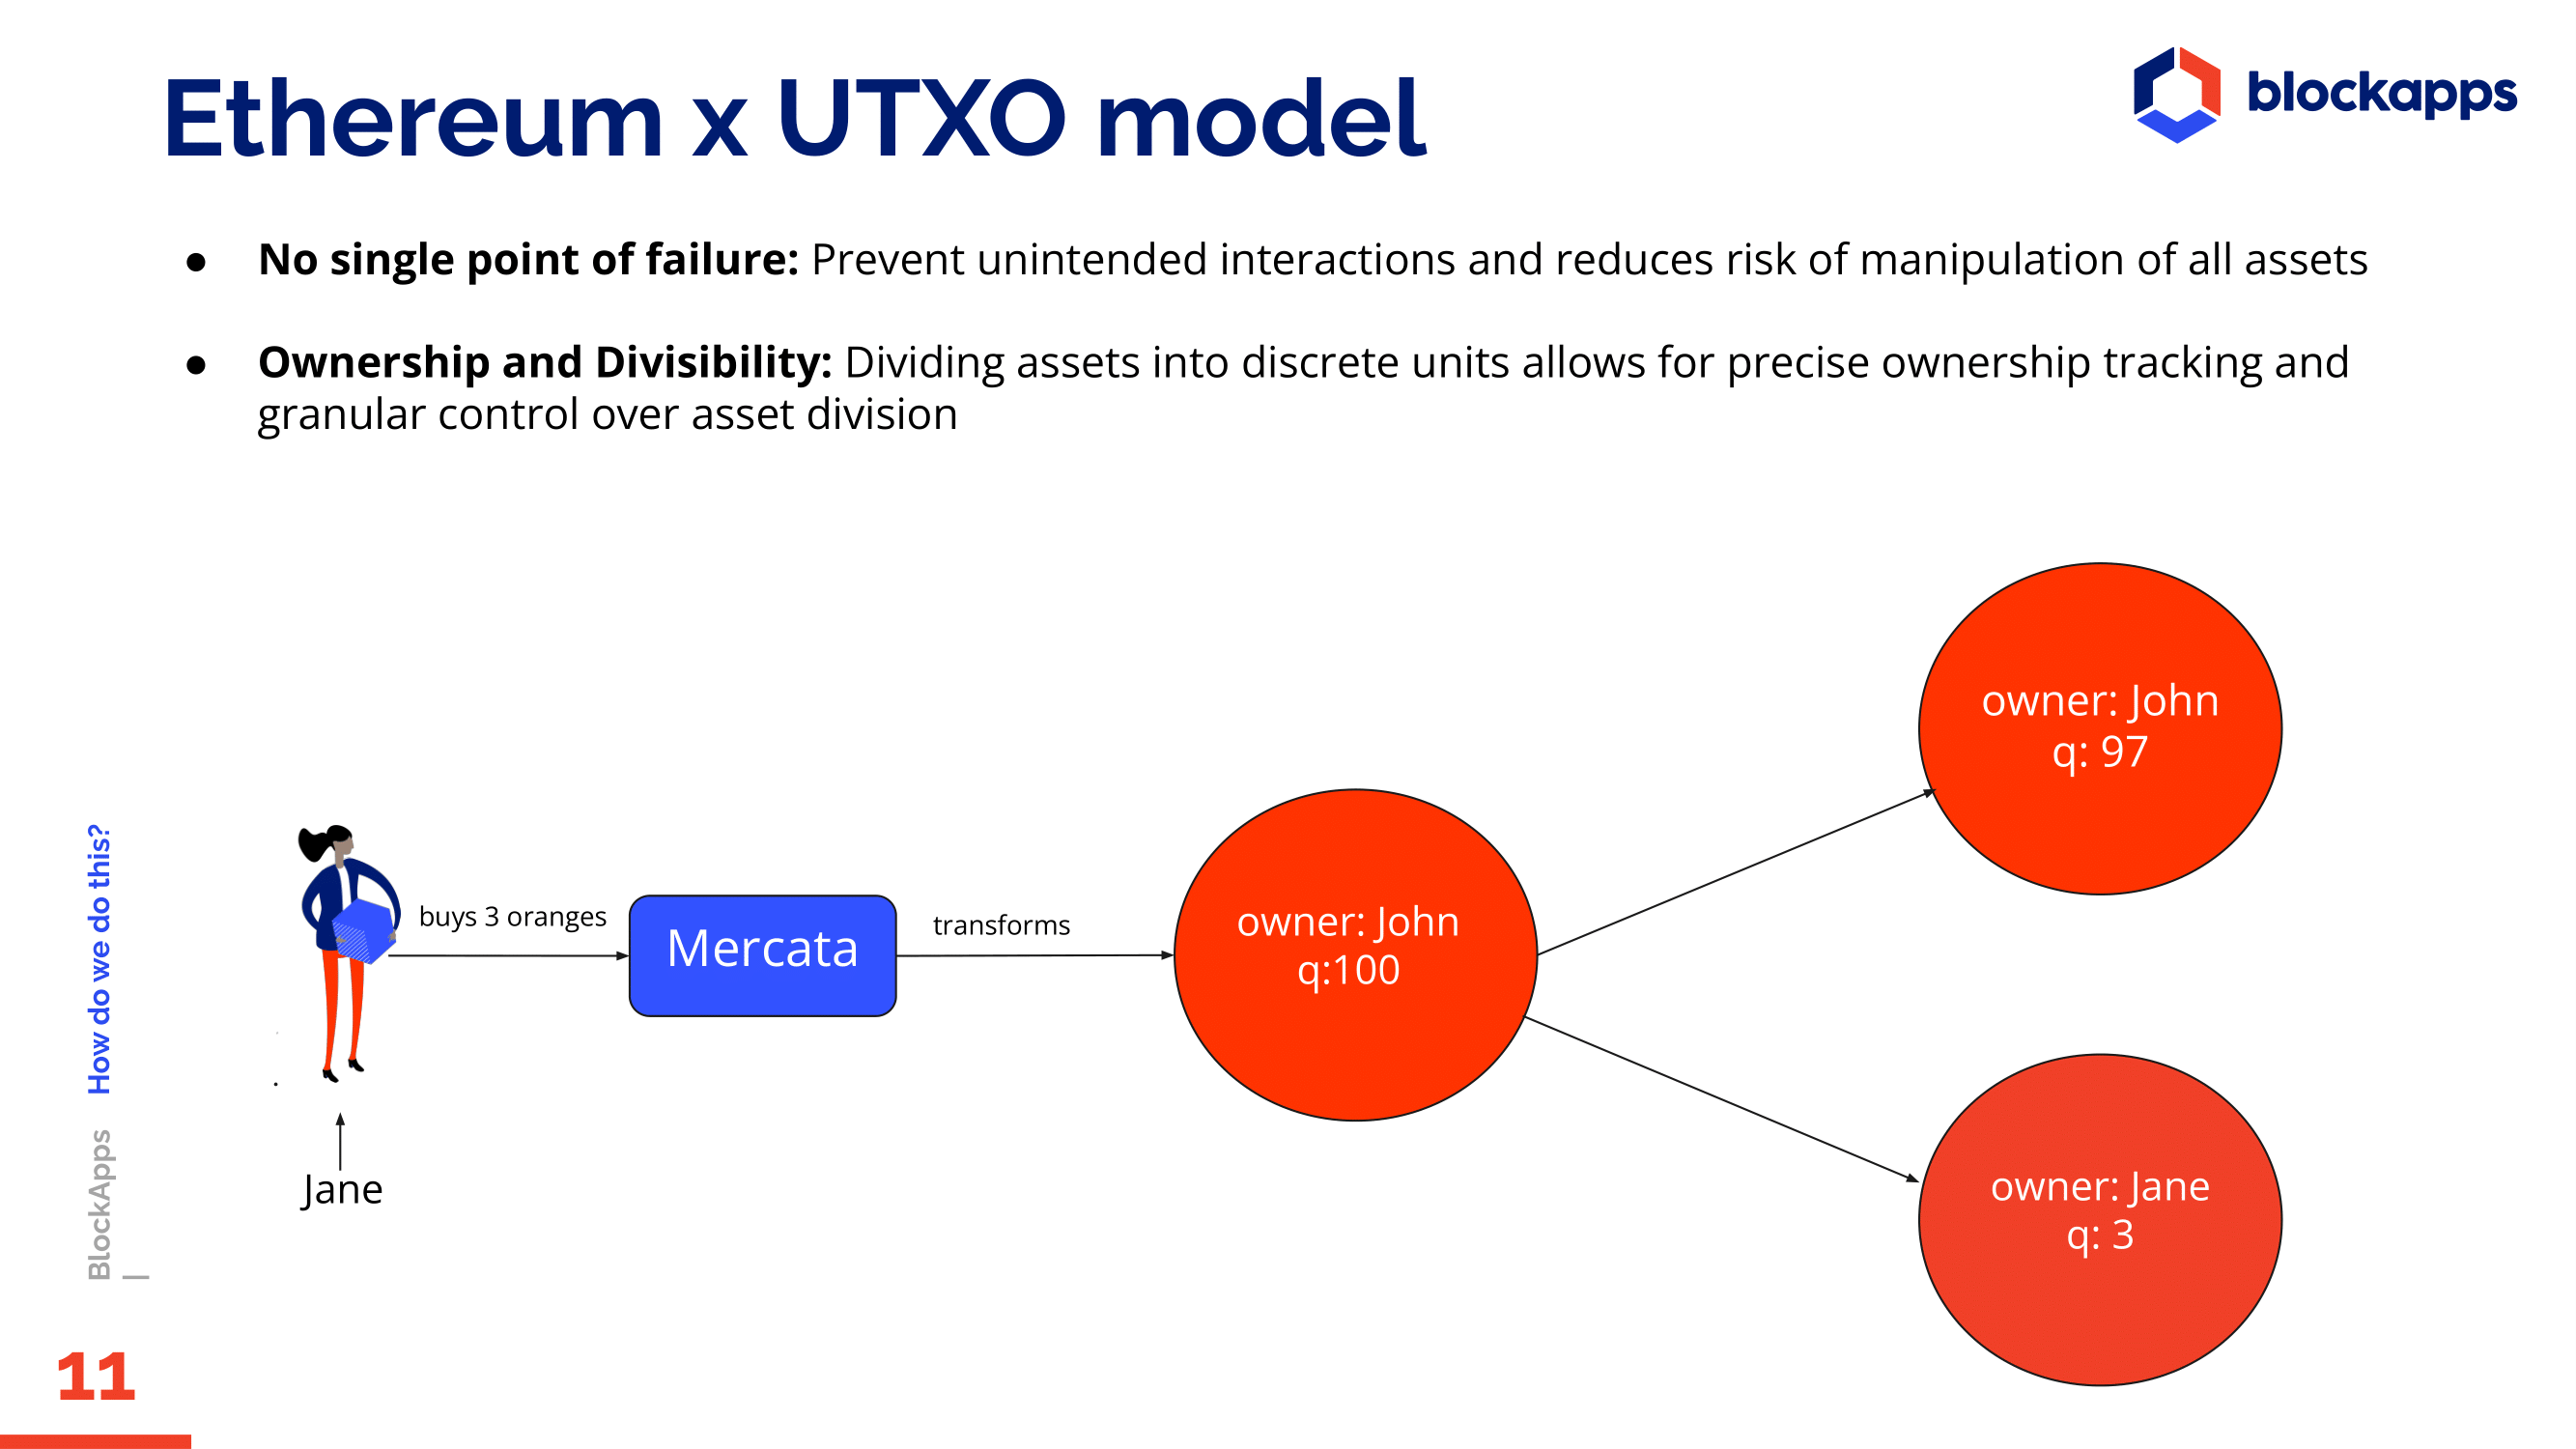 Ethereum x UTXO model
blockapps
● No single point of failure: Prevent unintended interactions and reduces risk of manipulation of all assets
● Ownership and Divisibility: Dividing assets into discrete units allows for precise ownership tracking and
granular control over asset division
buys 3 oranges
Mercata
transforms
owner: John
q:100
owner: John
q: 97
owner: Jane
q: 3
Jane
BlockApps How do we do this?
|
11